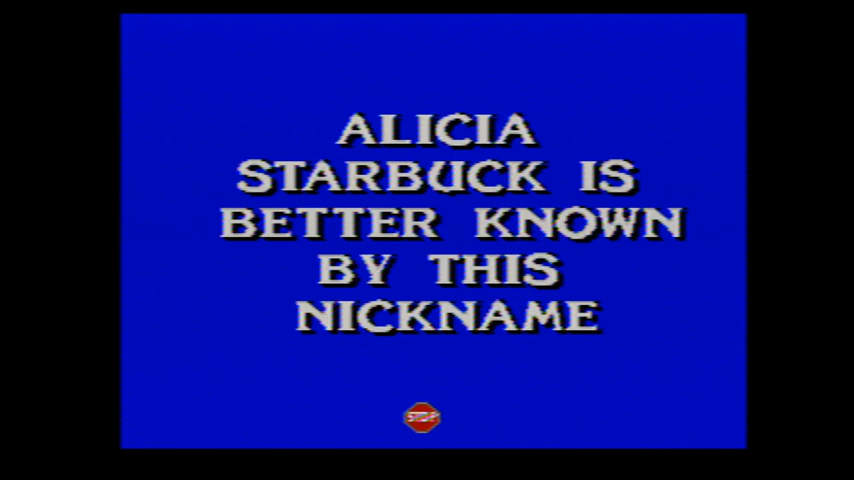 ALICIA
STARBUCK IS
BETTER KNOWN
BY THIS
NICKNAME
STOP